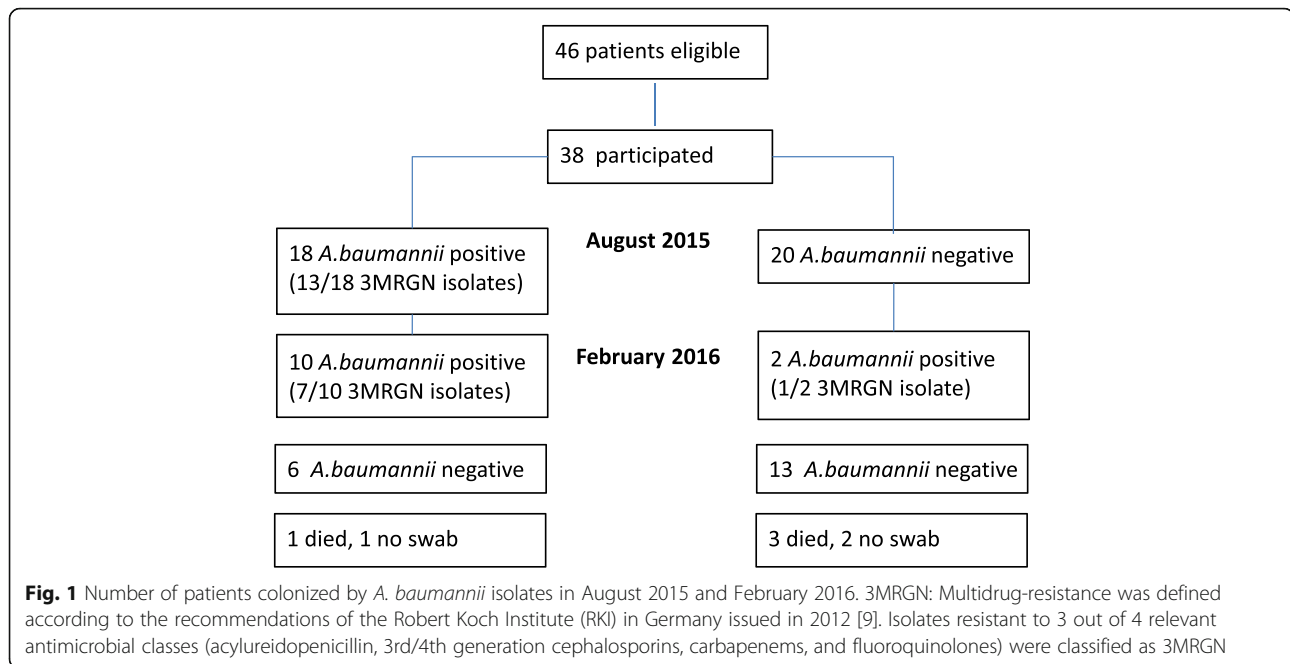 46 patients eligible
38 participated
August 2015
18 A.baumannii positive
(13/18 3MRGN isolates)
20 A.baumannii negative
February 2016
10 A.baumannii positive
(7/10 3MRGN isolates)
2 A.baumannii positive
(1/2 3MRGN isolate)
6 A.baumannii negative
13 A.baumannii negative
1 died, 1 no swab
3 died, 2 no swab
Fig. 1 Number of patients colonized by A. baumannii isolates in August 2015 and February 2016. 3MRGN: Multidrug-resistance was defined
according to the recommendations of the Robert Koch Institute (RKI) in Germany issued in 2012 [9]. Isolates resistant to 3 out of 4 relevant
antimicrobial classes (acylureidopenicillin, 3rd/4th generation cephalosporins, carbapenems, and fluoroquinolones) were classified as 3MRGN